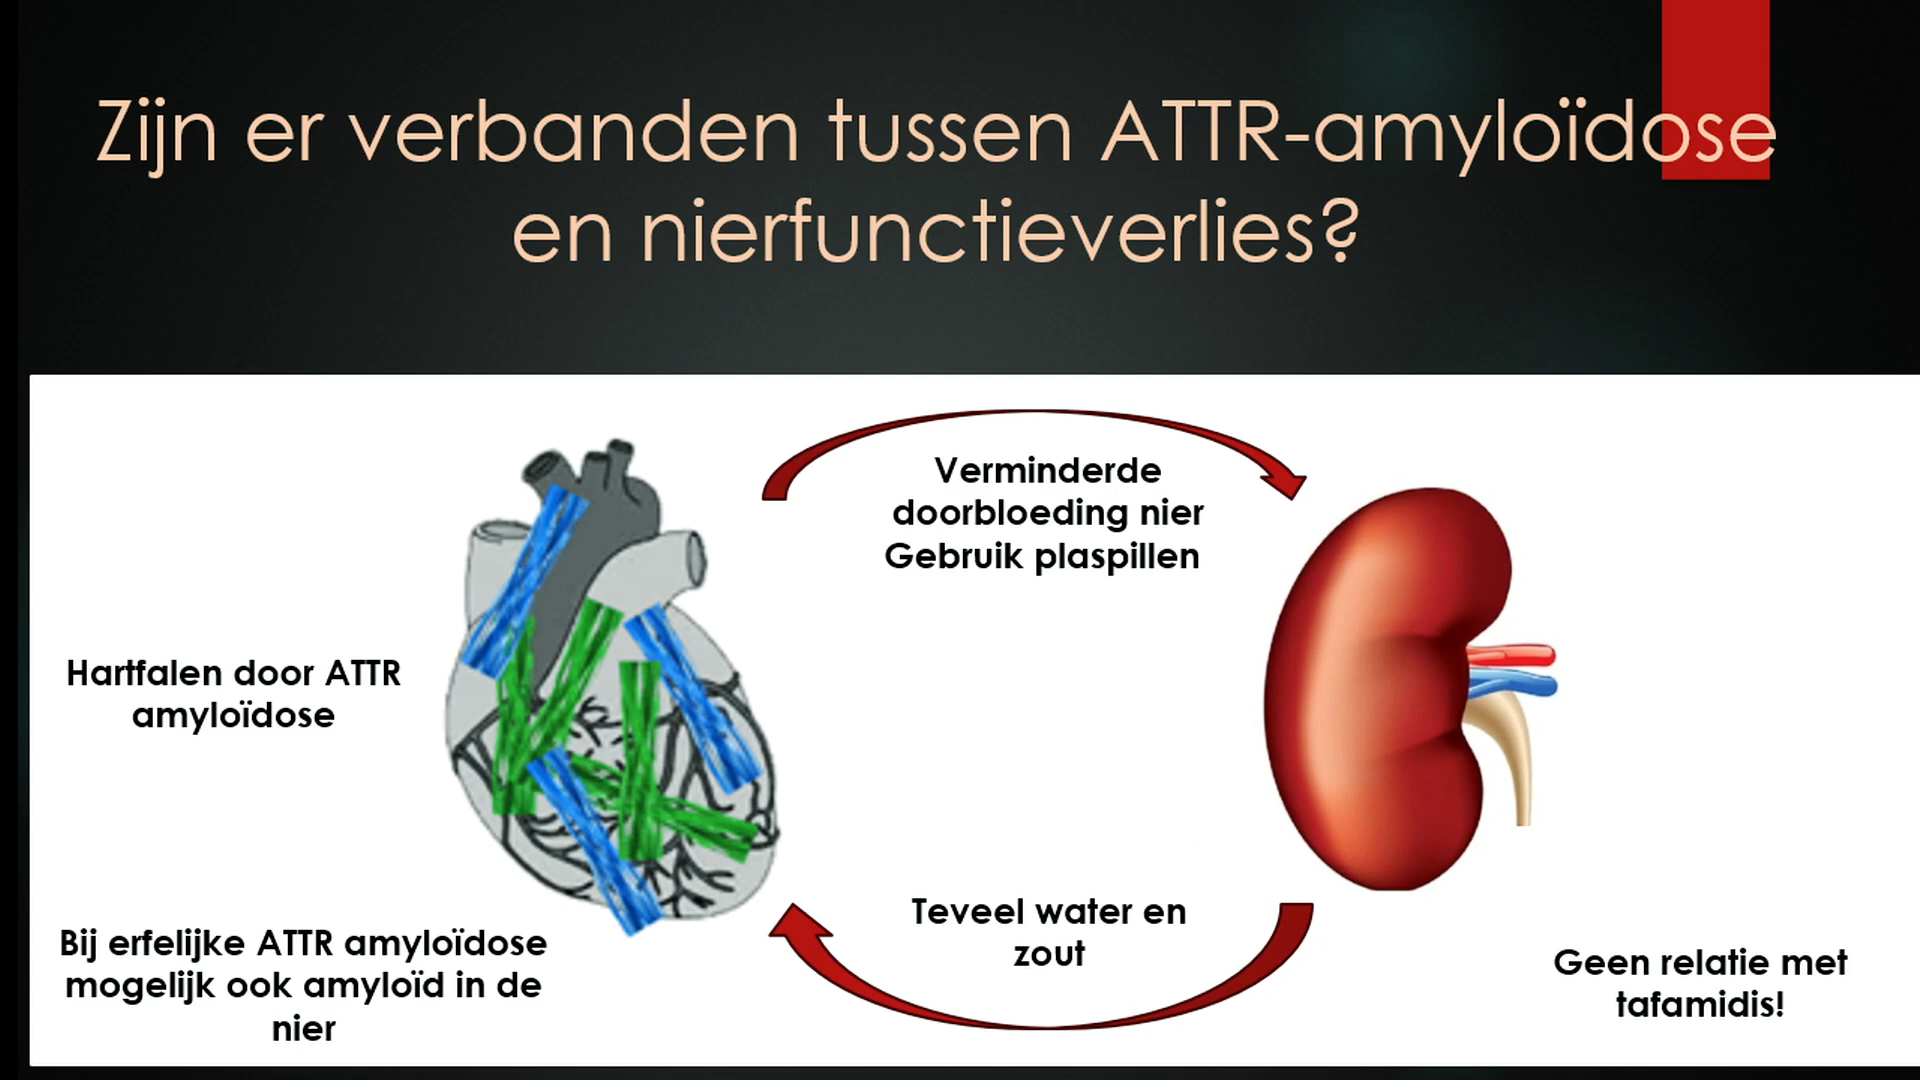 Zijn er verbanden tussen ATTR-amyloïdose
en nierfunctieverlies?
Verminderde
doorbloeding nier
Gebruik plaspillen
Hartfalen door ATTR
amyloïdose
Teveel water en
zout
Bij erfelijke ATTR amyloïdose
mogelijk ook amyloïd in de
nier
Geen relatie met
tafamidis!